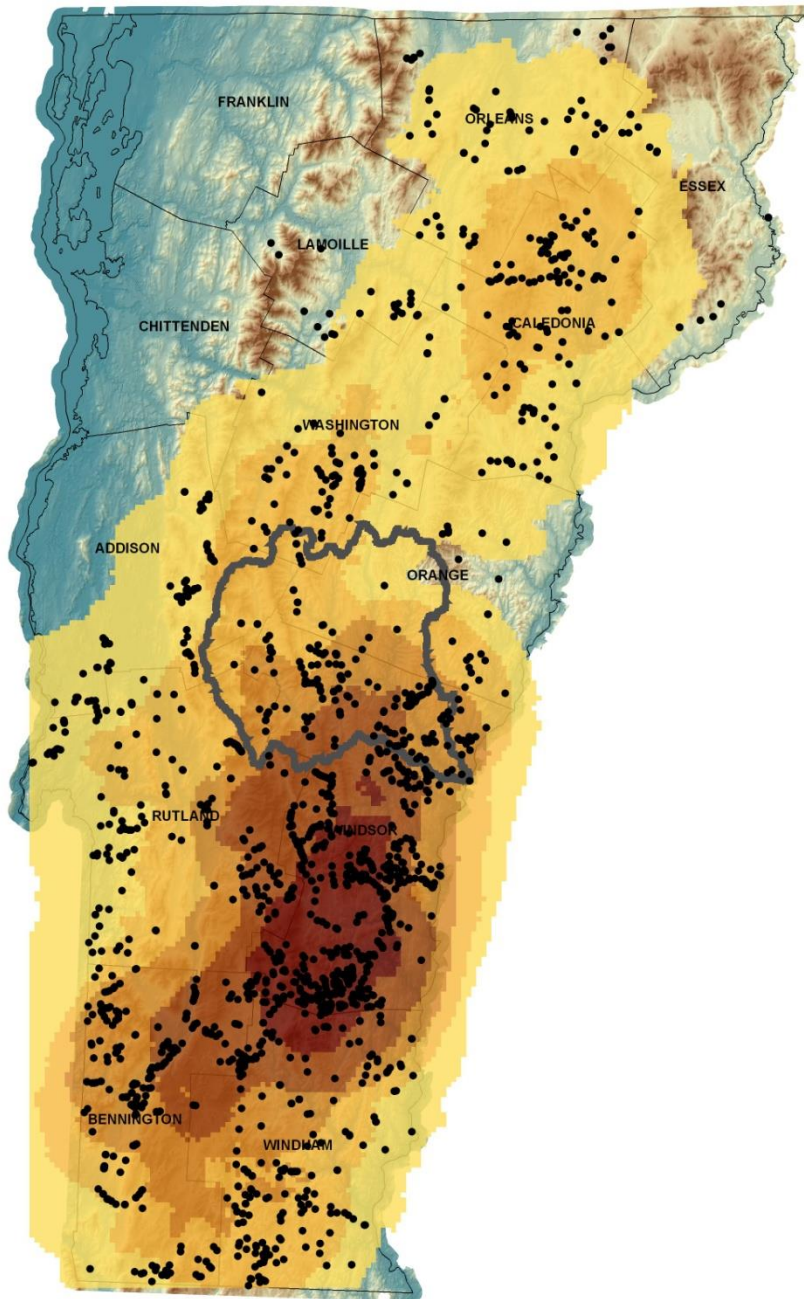 FRANKLIN
ORLEANS
ESSEX
LAMOILLE
CHITTENDEN
CALEDONIA
WASHINGTON
ADDISON
ORANGE
RUTLAND
WINDSOR
BENNINGTON
WINDHAM